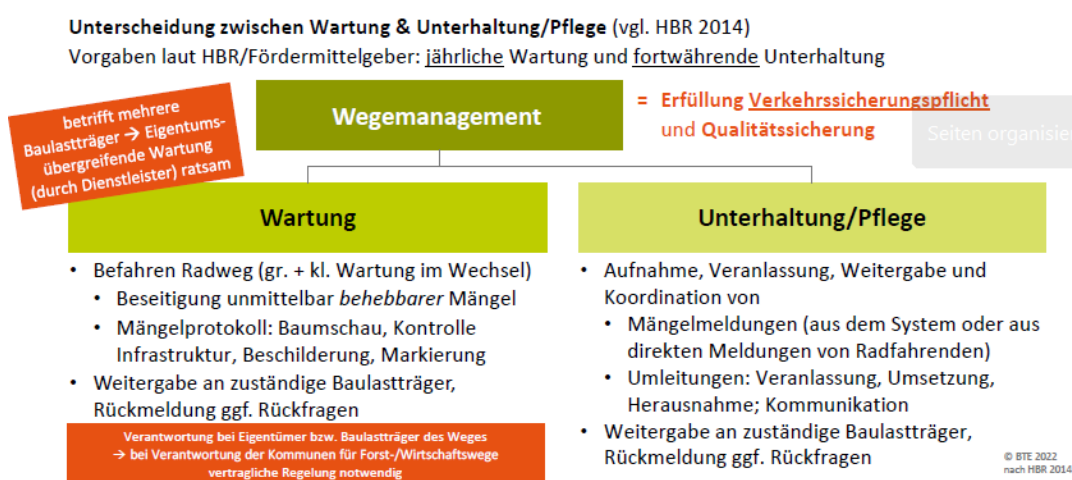 Unterscheidung zwischen Wartung & Unterhaltung/Pflege (vgl. HBR 2014)
Vorgaben laut HBR/Fördermittelgeber: jährliche Wartung und fortwährende Unterhaltung
betrifft mehrere
Baulastträger → Eigentums-
übergreifende Wartung
(durch Dienstleister) ratsam
Wegemanagement
= Erfüllung Verkehrssicherungspflicht
und Qualitätssicherung
Seiten organisie
Wartung
• Befahren Radweg (gr. + kl. Wartung im Wechsel)
• Beseitigung unmittelbar behebbarer Mängel
• Mängelprotokoll: Baumschau, Kontrolle
Infrastruktur, Beschilderung, Markierung
• Weitergabe an zuständige Baulastträger,
Rückmeldung ggf. Rückfragen
Verantwortung bei Eigentümer bzw. Baulastträger des Weges
→ bei Verantwortung der Kommunen für Forst-/Wirtschaftswege
vertragliche Regelung notwendig
Unterhaltung/Pflege
• Aufnahme, Veranlassung, Weitergabe und
Koordination von
• Mängelmeldungen (aus dem System oder aus
direkten Meldungen von Radfahrenden)
• Umleitungen: Veranlassung, Umsetzung,
Herausnahme; Kommunikation
• Weitergabe an zuständige Baulastträger,
Rückmeldung ggf. Rückfragen
© BTE 2022
nach HBR 2014